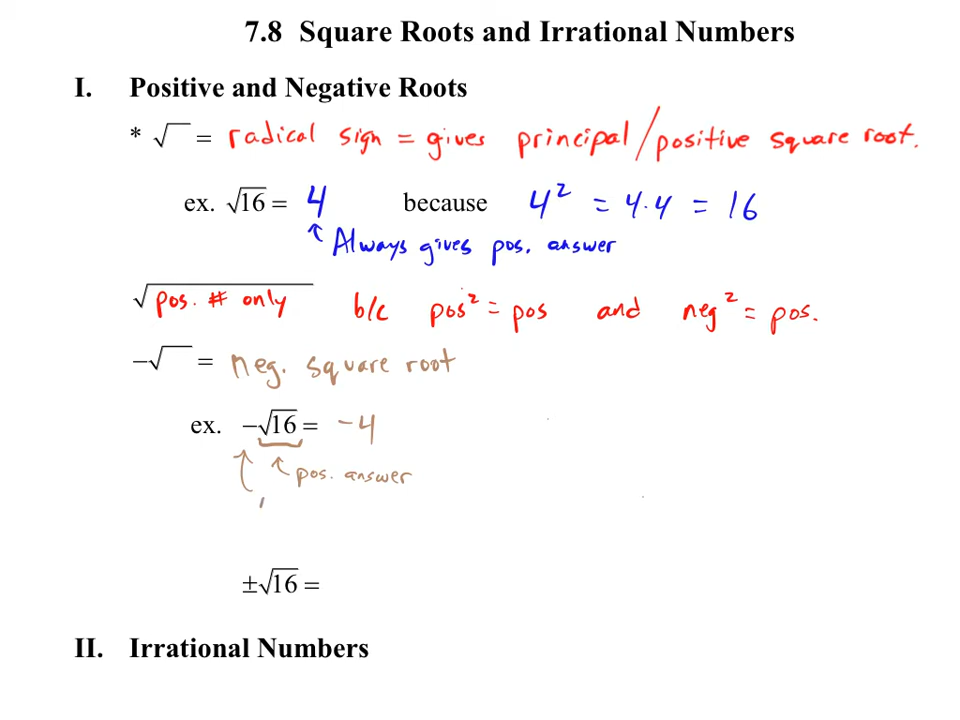 7.8 Square Roots and Irrational Numbers
I. Positive and Negative Roots
* √ = radical sign = gives principal/positive square root.
ex. √16 = 4 because 4² = 4·4 = 16
↑ Always gives pos. answer
√pos. # only b/c pos² = pos and neg² = pos.
-√ = neg. square root
ex. -√16 = -4
↑ ↖ pos. answer
±√16 =
II. Irrational Numbers